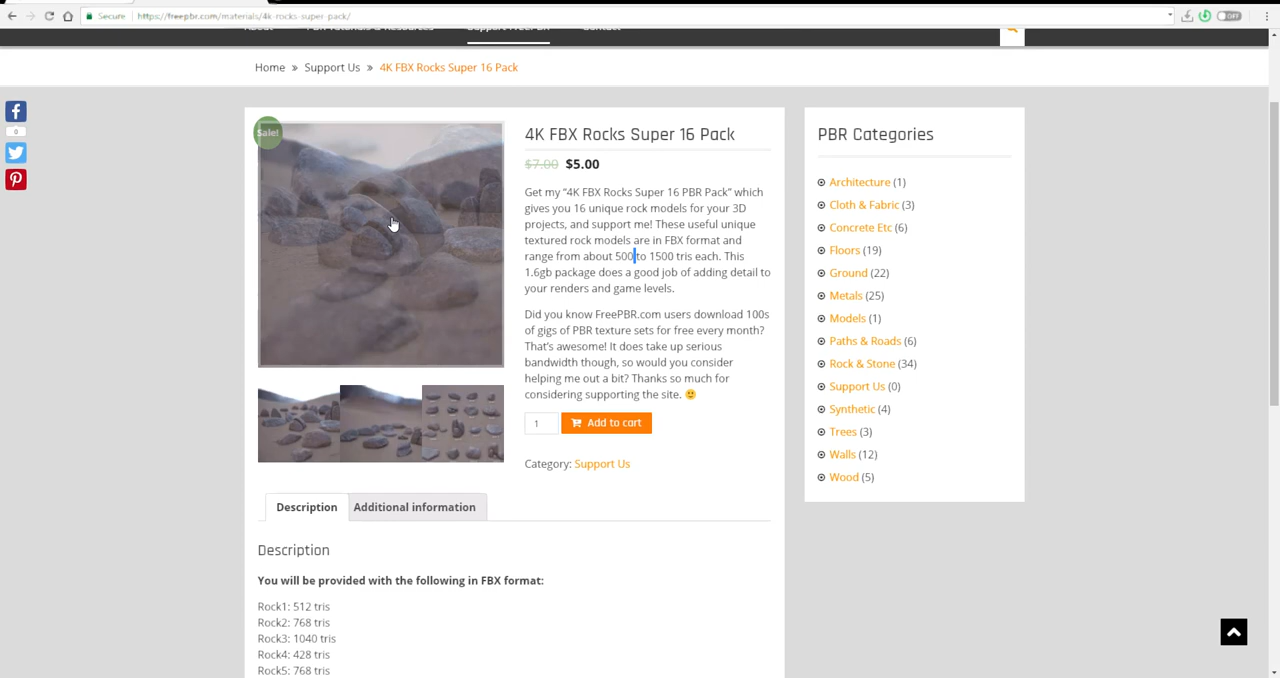 Secure https://freepbr.com/materials/4k-rocks-super-pack/
OFF
About PBR Tutorials & Resources Support FreePBR Contact
Home » Support Us » 4K FBX Rocks Super 16 Pack
0
Sale!
4K FBX Rocks Super 16 Pack
$7.00 $5.00
Get my “4K FBX Rocks Super 16 PBR Pack” which
gives you 16 unique rock models for your 3D
projects, and support me! These useful unique
textured rock models are in FBX format and
range from about 500 to 1500 tris each. This
1.6gb package does a good job of adding detail to
your renders and game levels.
Did you know FreePBR.com users download 100s
of gigs of PBR texture sets for free every month?
That’s awesome! It does take up serious
bandwidth though, so would you consider
helping me out a bit? Thanks so much for
considering supporting the site. 🙂
1 Add to cart
Category: Support Us
Description Additional information
Description
You will be provided with the following in FBX format:
Rock1: 512 tris
Rock2: 768 tris
Rock3: 1040 tris
Rock4: 428 tris
Rock5: 768 tris
PBR Categories
Architecture (1)
Cloth & Fabric (3)
Concrete Etc (6)
Floors (19)
Ground (22)
Metals (25)
Models (1)
Paths & Roads (6)
Rock & Stone (34)
Support Us (0)
Synthetic (4)
Trees (3)
Walls (12)
Wood (5)